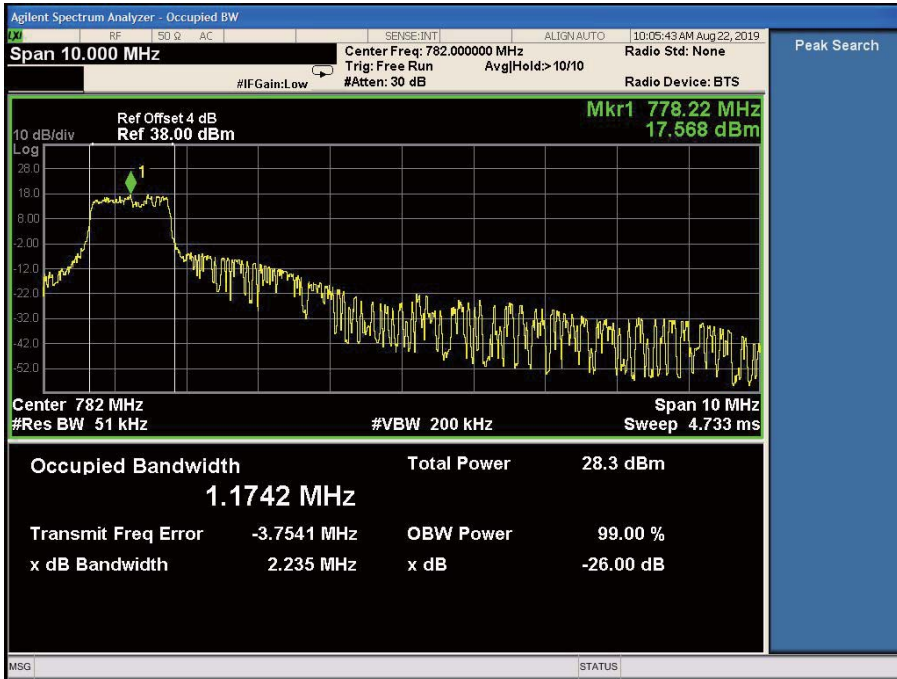 Agilent Spectrum Analyzer - Occupied BW
LXI RF 50 Ω AC SENSE:INT ALIGN AUTO 10:05:43 AM Aug 22, 2019
Span 10.000 MHz Center Freq: 782.000000 MHz Radio Std: None Peak Search
Trig: Free Run Avg|Hold:> 10/10
#IFGain:Low #Atten: 30 dB Radio Device: BTS
Mkr1 778.22 MHz
Ref Offset 4 dB
10 dB/div Ref 38.00 dBm 17.568 dBm
Log
28.0
1
18.0
8.00
-2.00
-12.0
-22.0
-32.0
-42.0
-52.0
Center 782 MHz Span 10 MHz
#Res BW 51 kHz #VBW 200 kHz Sweep 4.733 ms
Occupied Bandwidth Total Power 28.3 dBm
1.1742 MHz
Transmit Freq Error -3.7541 MHz OBW Power 99.00 %
x dB Bandwidth 2.235 MHz x dB -26.00 dB
MSG STATUS